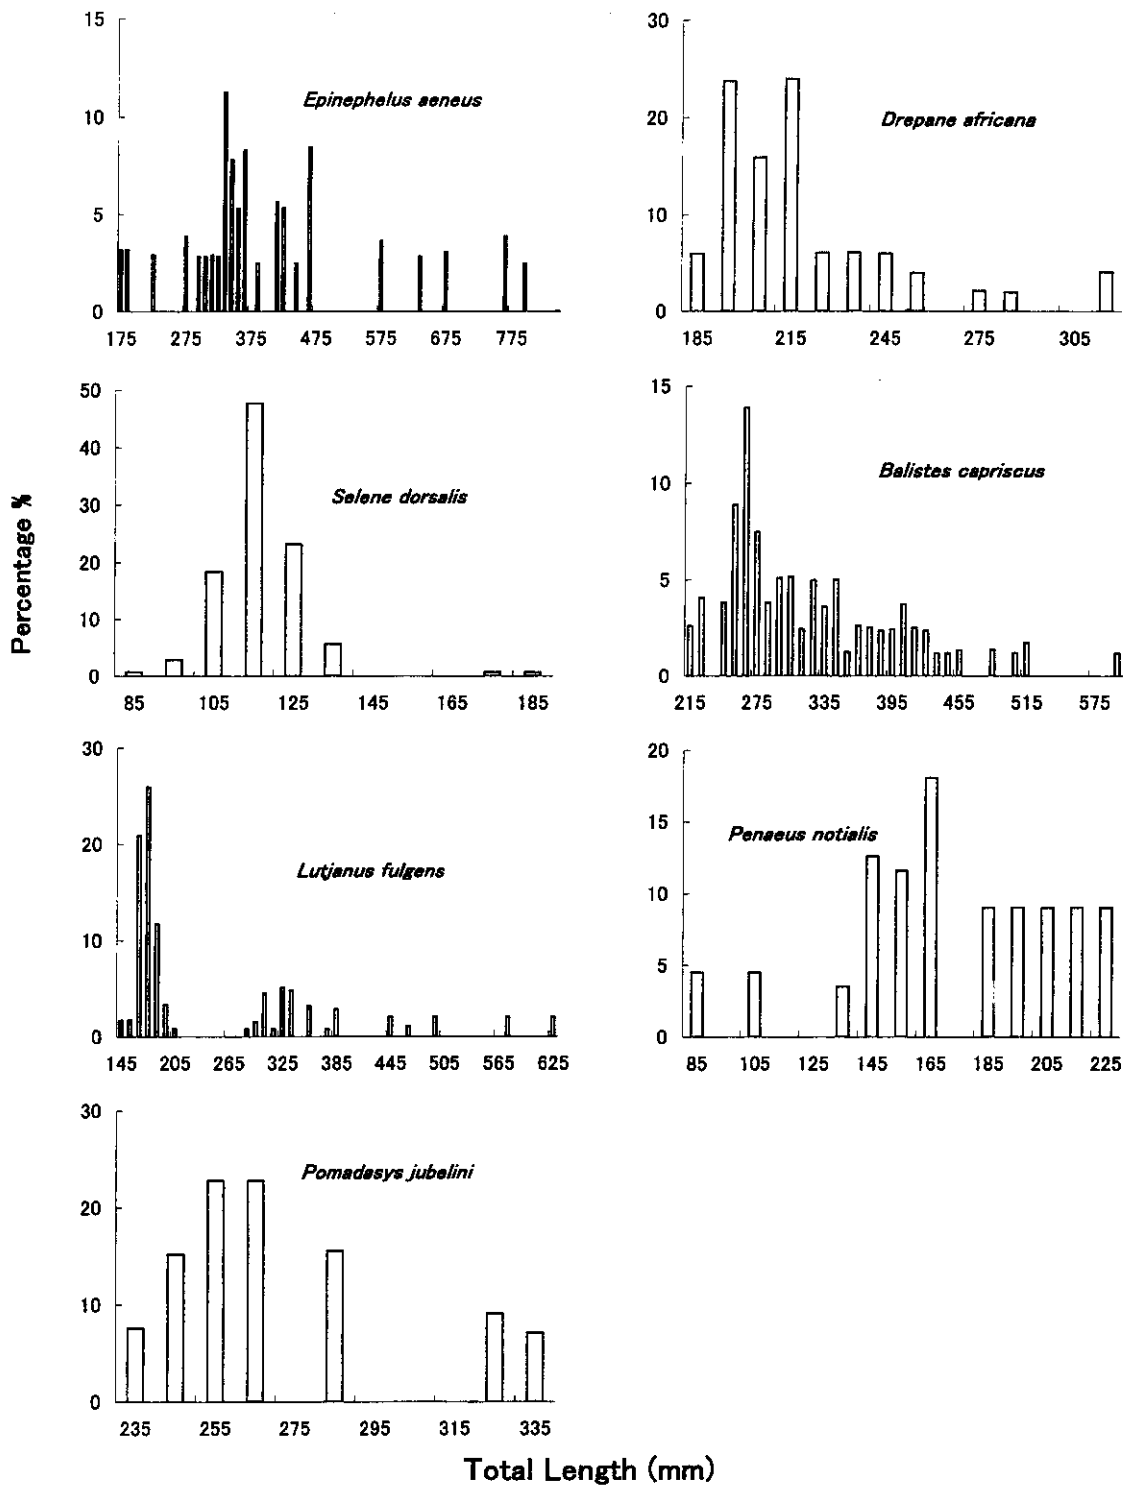 15
10
5
0
175 275 375 475 575 675 775
Epinephelus aeneus
30
20
10
0
185 215 245 275 305
Drepane africana
50
40
30
20
10
0
85 105 125 145 165 185
Selene dorsalis
15
10
5
0
215 275 335 395 455 515 575
Balistes capriscus
Percentage %
30
20
10
0
145 205 265 325 385 445 505 565 625
Lutjanus fulgens
20
15
10
5
0
85 105 125 145 165 185 205 225
Penaeus notialis
30
20
10
0
235 255 275 295 315 335
Pomadasys jubelini
Total Length (mm)